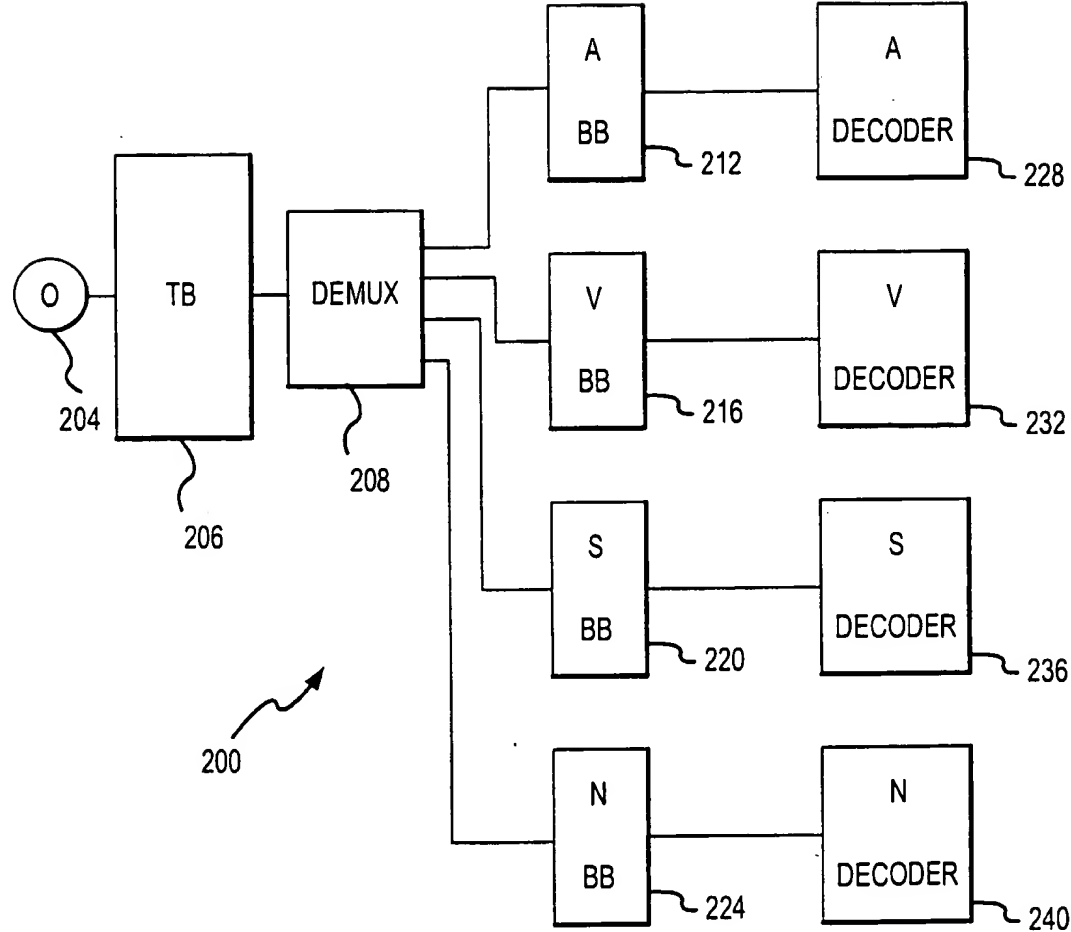 A
BB
212
A
DECODER
228
O
204
TB
206
DEMUX
208
V
BB
216
V
DECODER
232
S
BB
220
S
DECODER
236
200
N
BB
224
N
DECODER
240